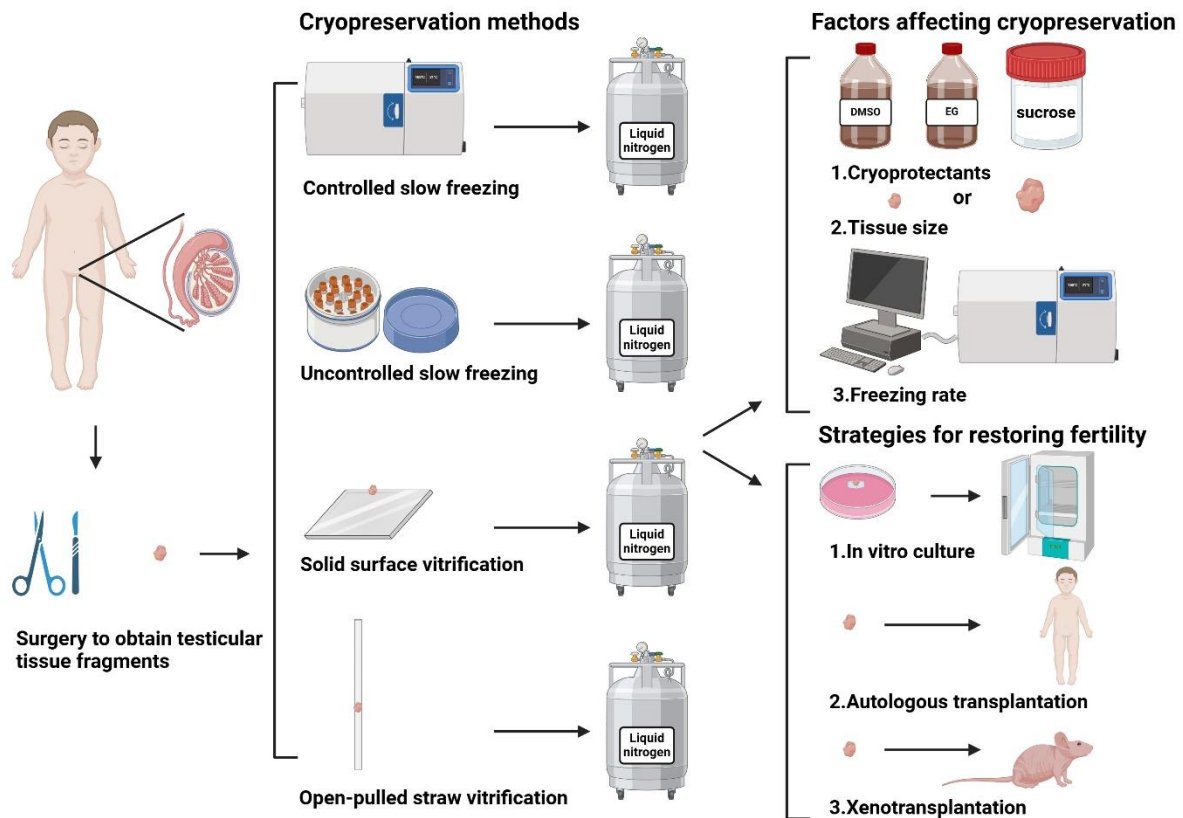 Cryopreservation methods
Controlled slow freezing
Liquid
nitrogen
Uncontrolled slow freezing
Liquid
nitrogen
Solid surface vitrification
Liquid
nitrogen
Open-pulled straw vitrification
Liquid
nitrogen
Surgery to obtain testicular
tissue fragments
Factors affecting cryopreservation
DMSO
EG
sucrose
1.Cryoprotectants
or
2.Tissue size
3.Freezing rate
Strategies for restoring fertility
1.In vitro culture
2.Autologous transplantation
3.Xenotransplantation